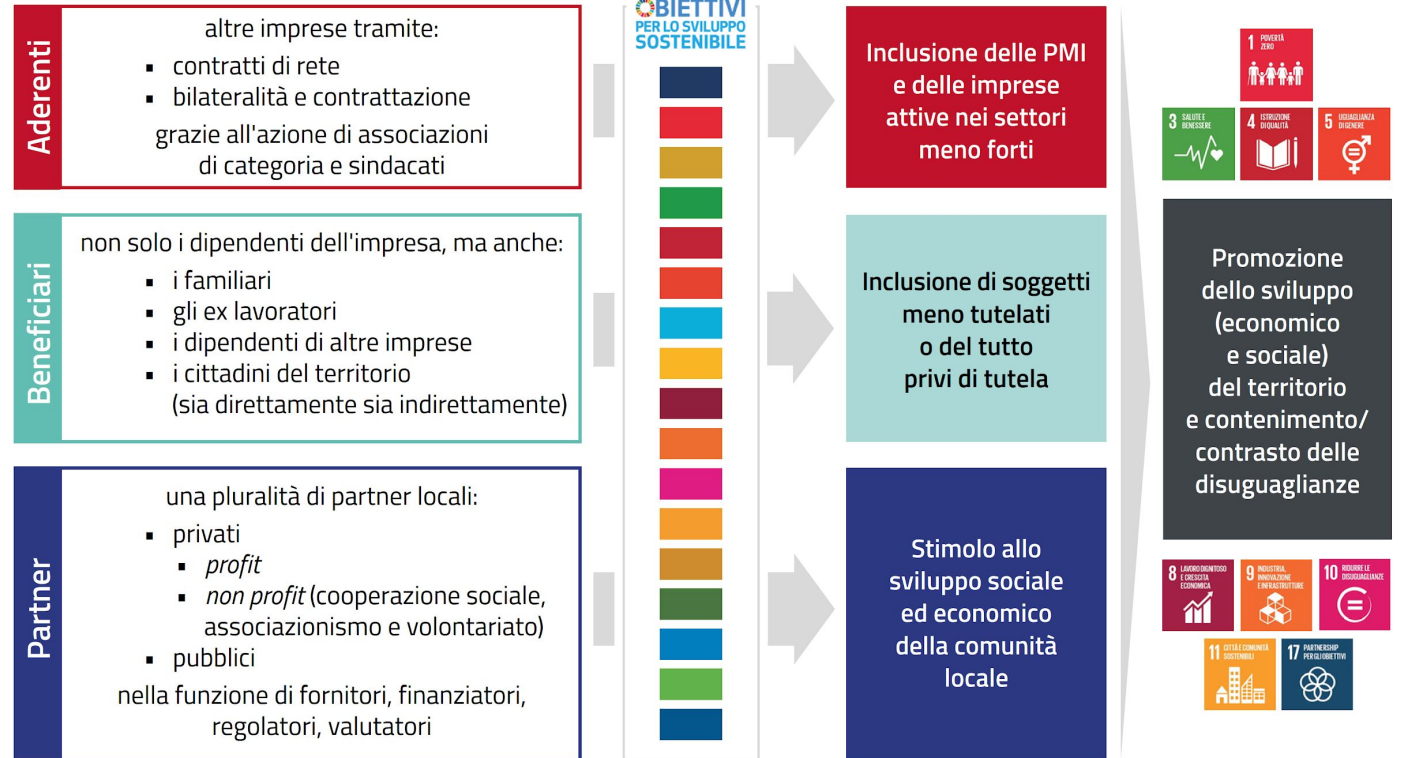 Aderenti
altre imprese tramite:
▪ contratti di rete
▪ bilateralità e contrattazione
grazie all'azione di associazioni
di categoria e sindacati
Beneficiari
non solo i dipendenti dell'impresa, ma anche:
▪ i familiari
▪ gli ex lavoratori
▪ i dipendenti di altre imprese
▪ i cittadini del territorio
(sia direttamente sia indirettamente)
Partner
una pluralità di partner locali:
▪ privati
▪ profit
▪ non profit (cooperazione sociale,
associazionismo e volontariato)
▪ pubblici
nella funzione di fornitori, finanziatori,
regolatori, valutatori
OBIETTIVI
PER LO SVILUPPO
SOSTENIBILE
Inclusione delle PMI
e delle imprese
attive nei settori
meno forti
Inclusione di soggetti
meno tutelati
o del tutto
privi di tutela
Stimolo allo
sviluppo sociale
ed economico
della comunità
locale
1 POVERTÀ
ZERO
3 SALUTE E
BENESSERE
4 ISTRUZIONE
DI QUALITÀ
5 UGUAGLIANZA
DI GENERE
Promozione
dello sviluppo
(economico
e sociale)
del territorio
e contenimento/
contrasto delle
disuguaglianze
8 LAVORO DIGNITOSO
E CRESCITA
ECONOMICA
9 INDUSTRIA,
INNOVAZIONE
E INFRASTRUTTURE
10 RIDURRE LE
DISUGUAGLIANZE
11 CITTÀ E COMUNITÀ
SOSTENIBILI
17 PARTNERSHIP
PER GLI OBIETTIVI